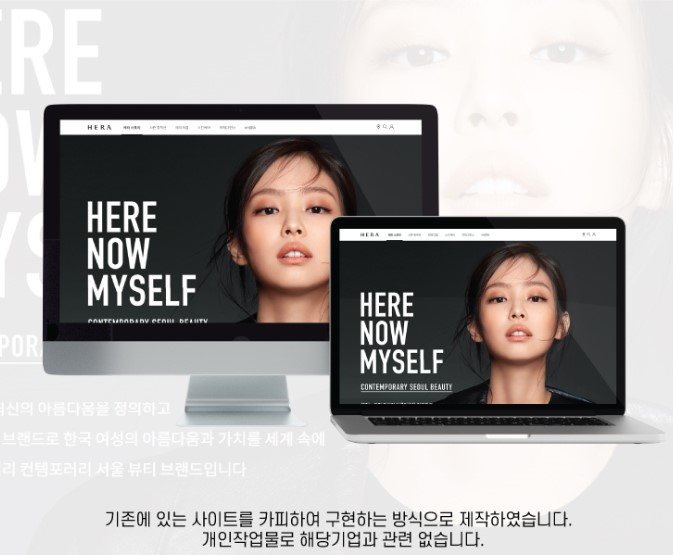 ERE
NOW
MYS
HERA
HERE
NOW
MYSELF
CONTEMPORARY SEOUL BEAUTY
HERA
HERE
NOW
MYSELF
CONTEMPORARY SEOUL BEAUTY
PORA
자신의 아름다움을 정의하고
브랜드로 한국 여성의 아름다움과 가치를 세계 속에
리 컨템포러리 서울 뷰티 브랜드입니다
기존에 있는 사이트를 카피하여 구현하는 방식으로 제작하였습니다.
개인작업물로 해당기업과 관련 없습니다.